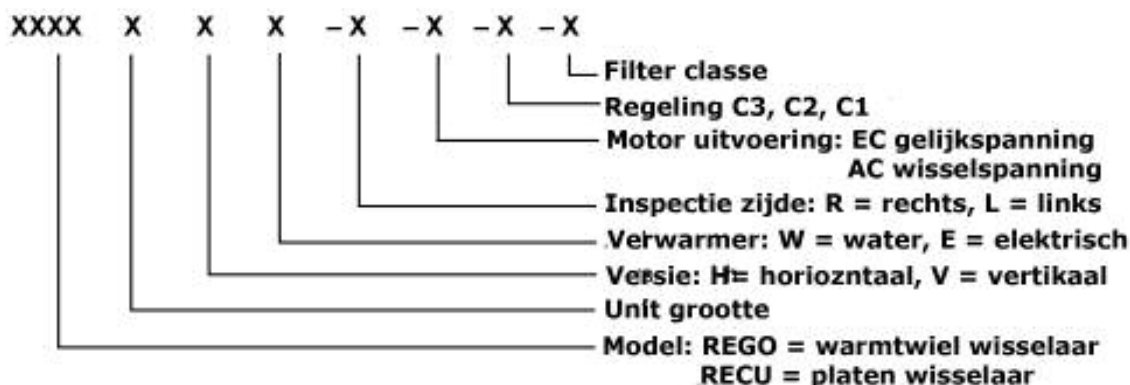 XXXX X X X – X – X – X – X
Filter classe
Regeling C3, C2, C1
Motor uitvoering: EC gelijkspanning
AC wisselspanning
Inspectie zijde: R = rechts, L = links
Verwarmer: W = water, E = elektrisch
Versie: H= horiozntaal, V = vertikaal
Unit grootte
Model: REGO = warmtwiel wisselaar
RECU = platen wisselaar